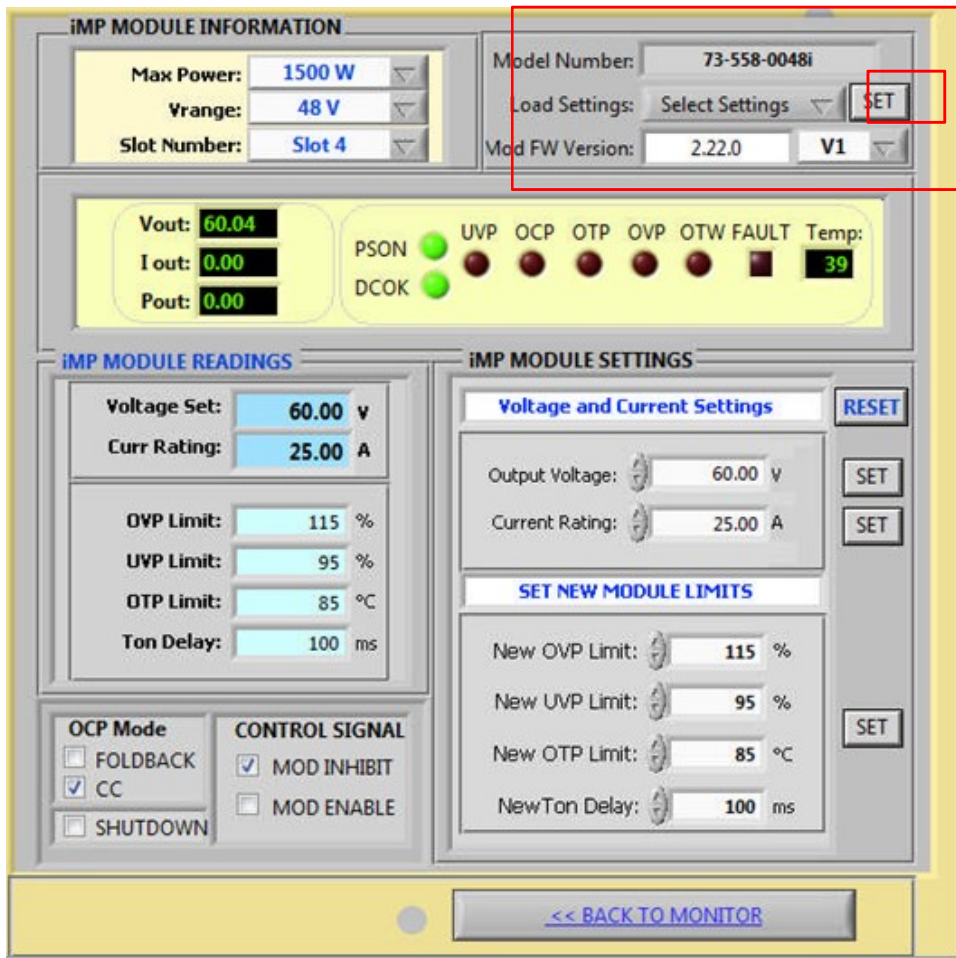 iMP MODULE INFORMATION
Max Power: 1500 W
Vrange: 48 V
Slot Number: Slot 4
Model Number: 73-558-0048i
Load Settings: Select Settings SET
Mod FW Version: 2.22.0 V1
Vout: 60.04
I out: 0.00
Pout: 0.00
PSON
DCOK
UVP OCP OTP OVP OTW FAULT Temp:
39
iMP MODULE READINGS
Voltage Set: 60.00 V
Curr Rating: 25.00 A
OVP Limit: 115 %
UVP Limit: 95 %
OTP Limit: 85 °C
Ton Delay: 100 ms
OCP Mode
FOLDBACK
CC
SHUTDOWN
CONTROL SIGNAL
MOD INHIBIT
MOD ENABLE
iMP MODULE SETTINGS
Voltage and Current Settings RESET
Output Voltage: 60.00 V SET
Current Rating: 25.00 A SET
SET NEW MODULE LIMITS
New OVP Limit: 115 %
New UVP Limit: 95 %
SET
New OTP Limit: 85 °C
NewTon Delay: 100 ms
<< BACK TO MONITOR